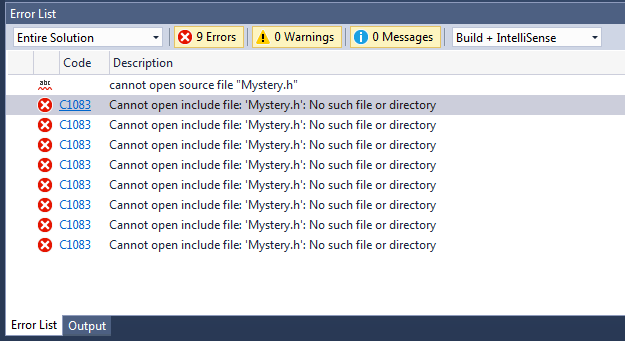 Error List
Entire Solution 9 Errors 0 Warnings 0 Messages Build + IntelliSense
Code Description
abc cannot open source file "Mystery.h"
C1083 Cannot open include file: 'Mystery.h': No such file or directory
C1083 Cannot open include file: 'Mystery.h': No such file or directory
C1083 Cannot open include file: 'Mystery.h': No such file or directory
C1083 Cannot open include file: 'Mystery.h': No such file or directory
C1083 Cannot open include file: 'Mystery.h': No such file or directory
C1083 Cannot open include file: 'Mystery.h': No such file or directory
C1083 Cannot open include file: 'Mystery.h': No such file or directory
C1083 Cannot open include file: 'Mystery.h': No such file or directory
Error List Output